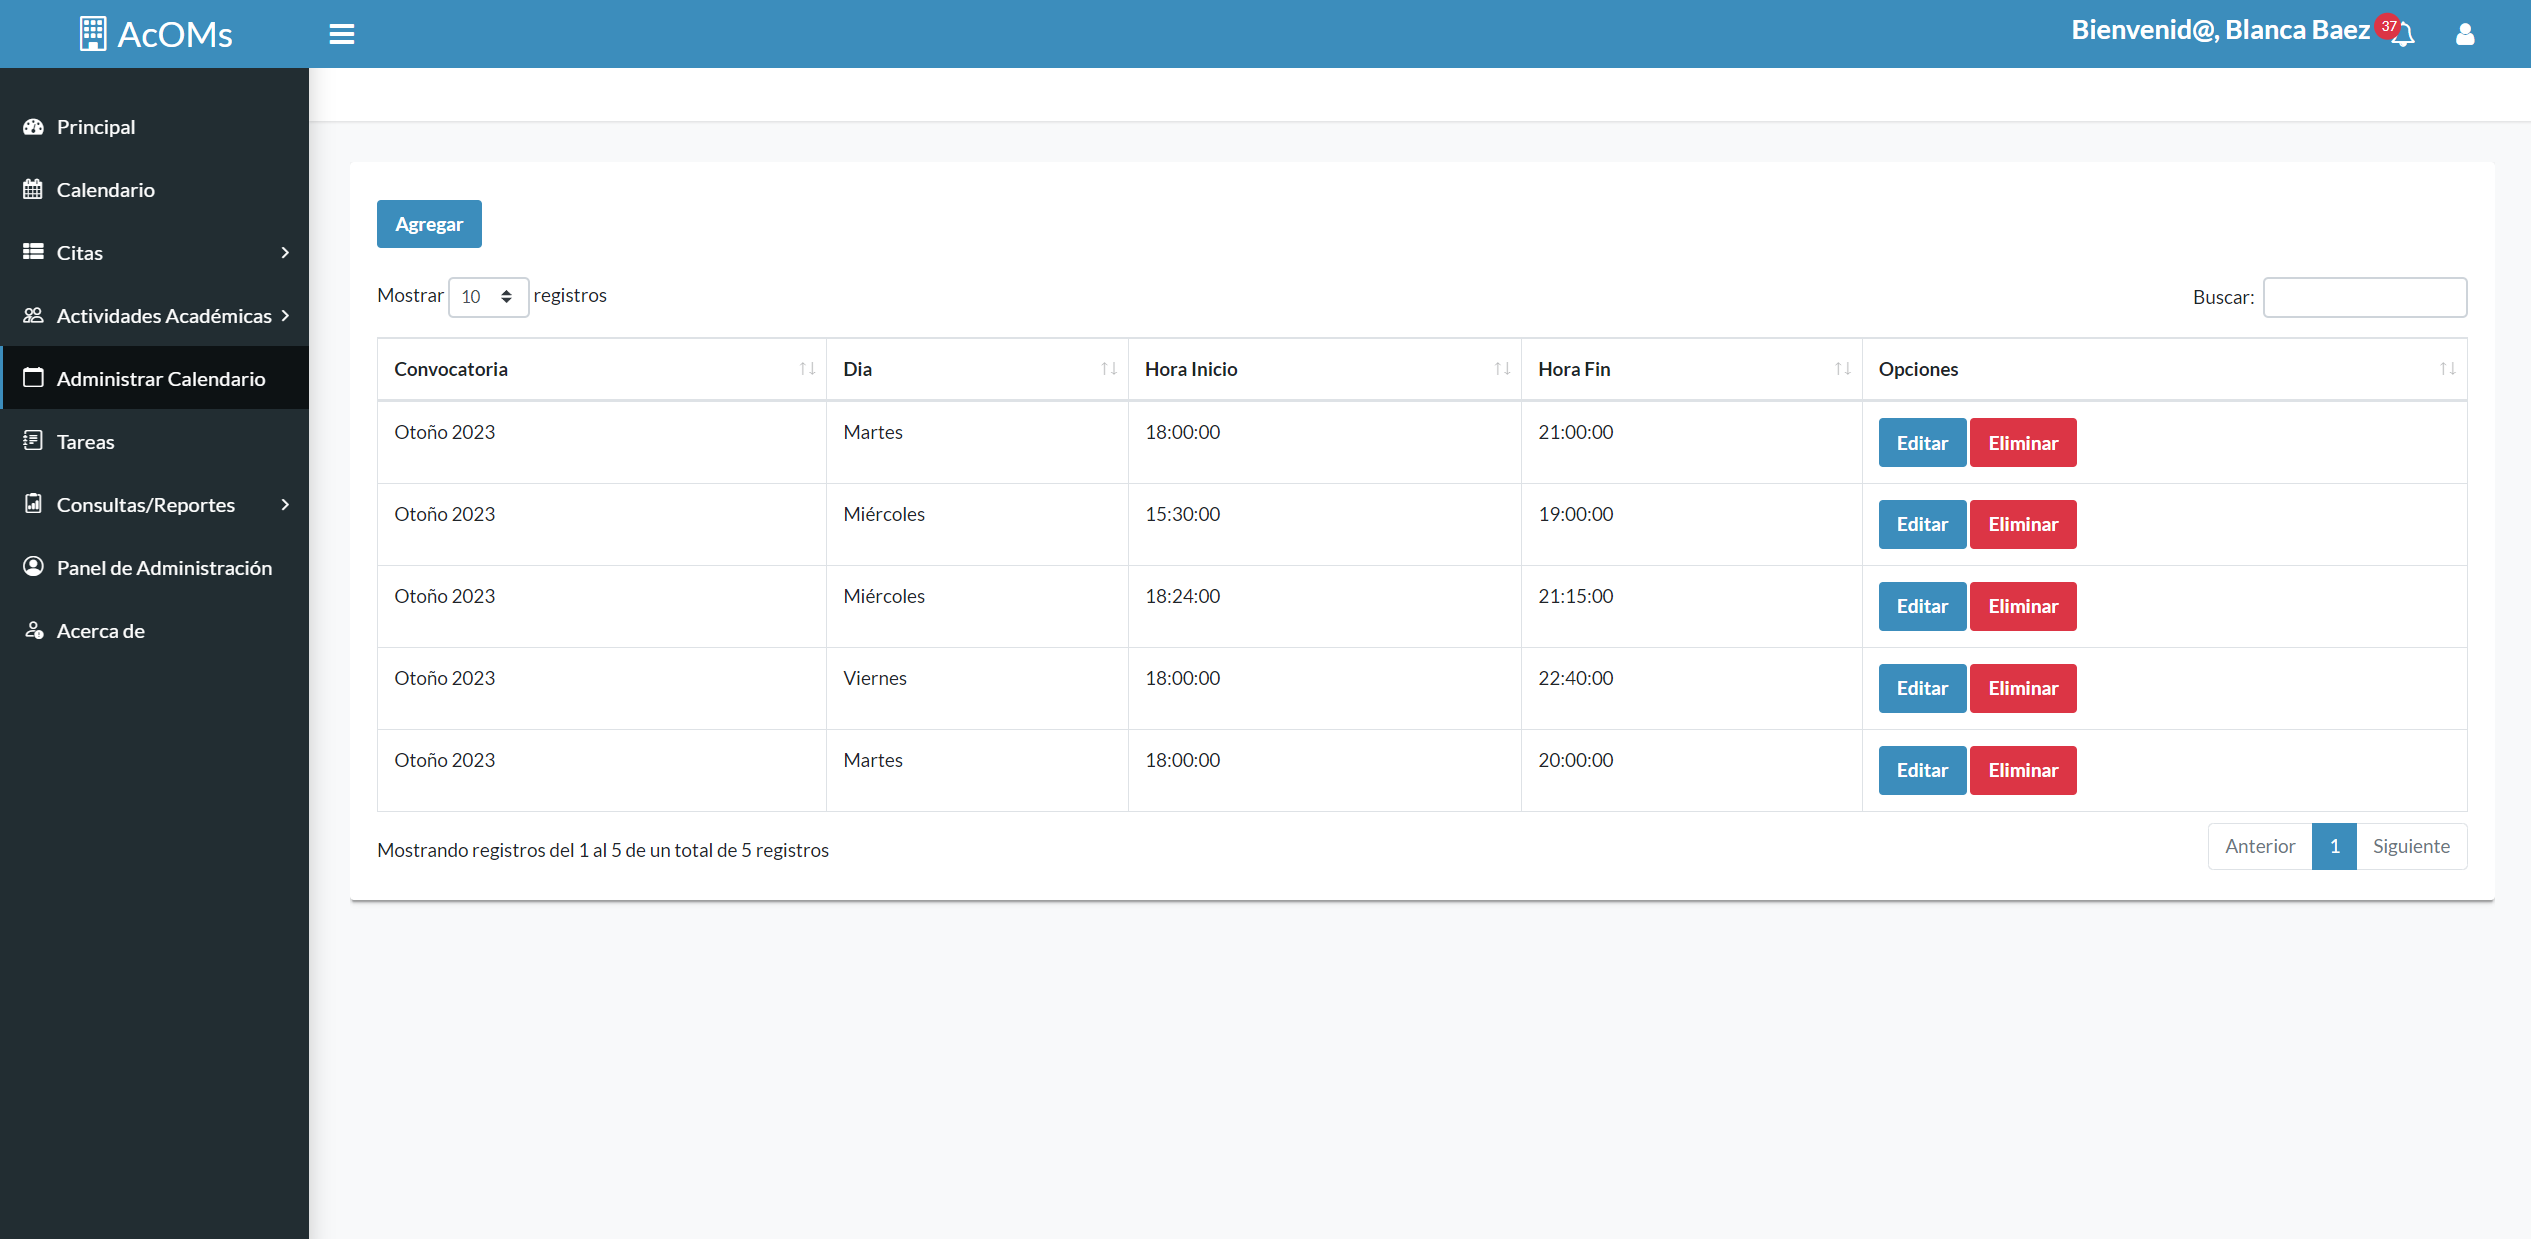 AcOMs
Bienvenid@, Blanca Baez 37
Principal
Calendario
Citas
Actividades Académicas
Administrar Calendario
Tareas
Consultas/Reportes
Panel de Administración
Acerca de
Agregar
Mostrar 10 registros
Buscar:
Convocatoria Dia Hora Inicio Hora Fin Opciones
Otoño 2023 Martes 18:00:00 21:00:00 Editar Eliminar
Otoño 2023 Miércoles 15:30:00 19:00:00 Editar Eliminar
Otoño 2023 Miércoles 18:24:00 21:15:00 Editar Eliminar
Otoño 2023 Viernes 18:00:00 22:40:00 Editar Eliminar
Otoño 2023 Martes 18:00:00 20:00:00 Editar Eliminar
Mostrando registros del 1 al 5 de un total de 5 registros
Anterior 1 Siguiente